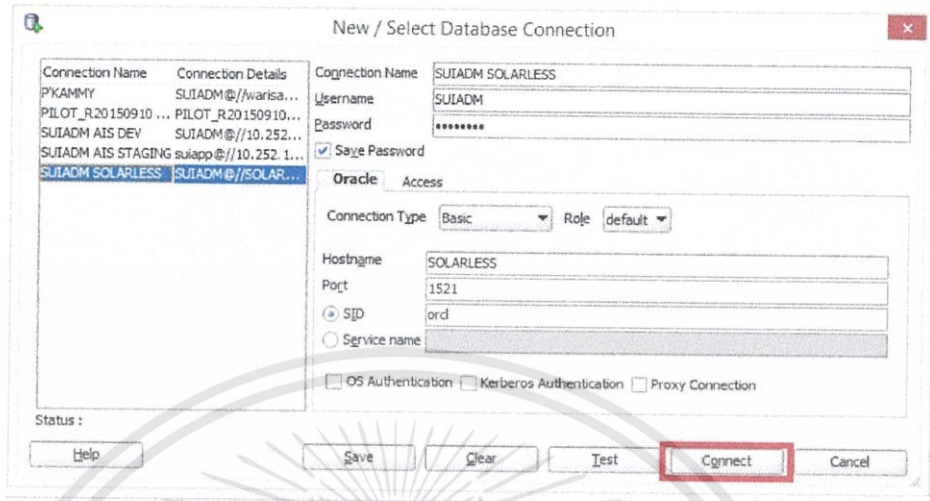 New / Select Database Connection
Connection Name Connection Details
P'KAMMY SUIADM@//warisa...
PILOT_R20150910 ... PILOT_R20150910...
SUIADM AIS DEV SUIADM@//10.252...
SUIADM AIS STAGING suiapp@//10.252.1...
SUIADM SOLARLESS SUIADM@//SOLAR...
Connection Name SUIADM SOLARLESS
Username SUIADM
Password ••••••••
Save Password
Oracle Access
Connection Type Basic Role default
Hostname SOLARLESS
Port 1521
SID orcl
Service name
OS Authentication Kerberos Authentication Proxy Connection
Status :
Help Save Clear Test Connect Cancel